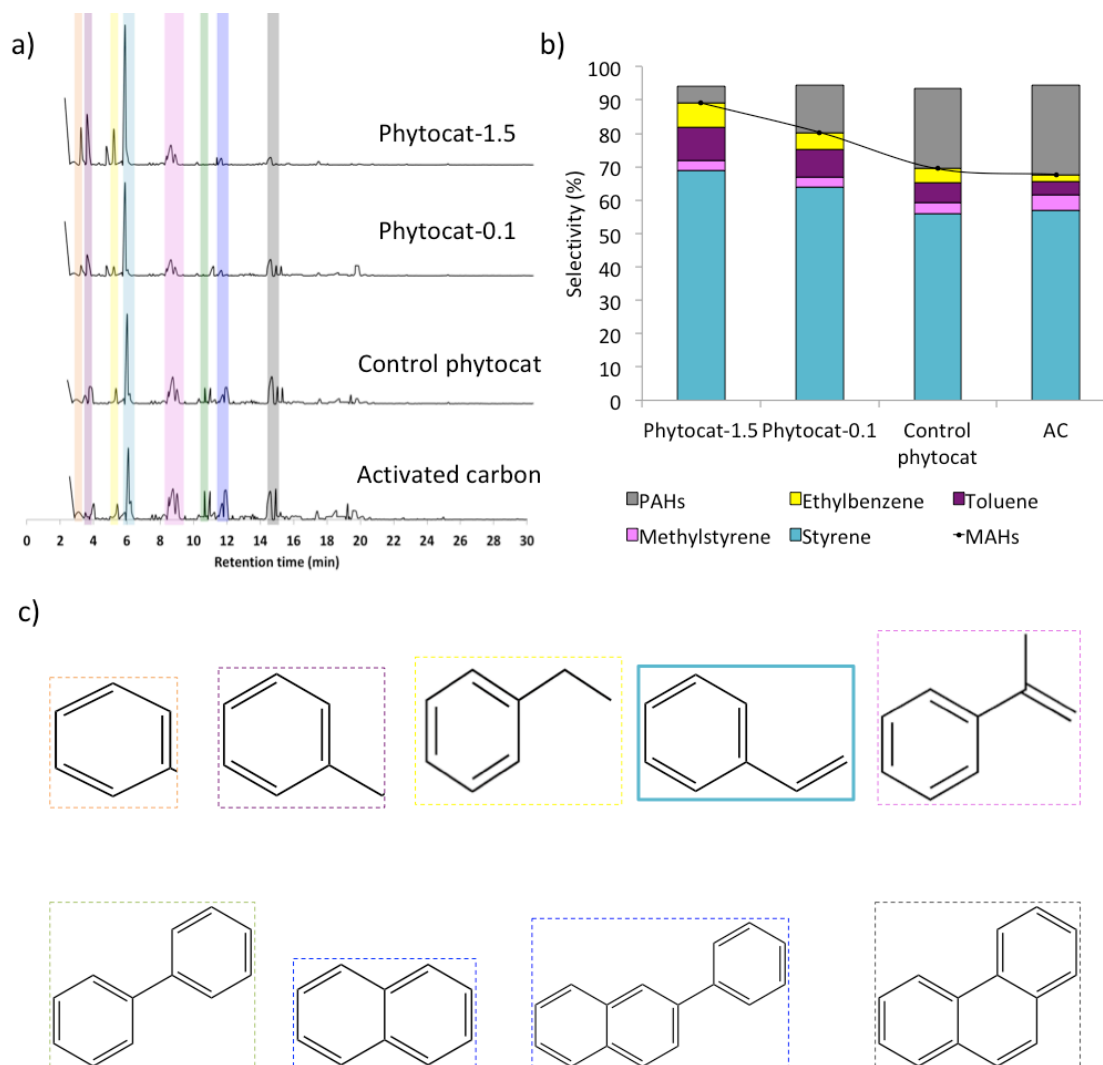 a)
Phytocat-1.5
Phytocat-0.1
Control phytocat
Activated carbon
0 2 4 6 8 10 12 14 16 18 20 22 24 26 28 30
Retention time (min)
b)
100
90
80
70
60
50
40
30
20
10
0
Selectivity (%)
Phytocat-1.5 Phytocat-0.1 Control phytocat AC
PAHs Ethylbenzene Toluene
Methylstyrene Styrene MAHs
c)